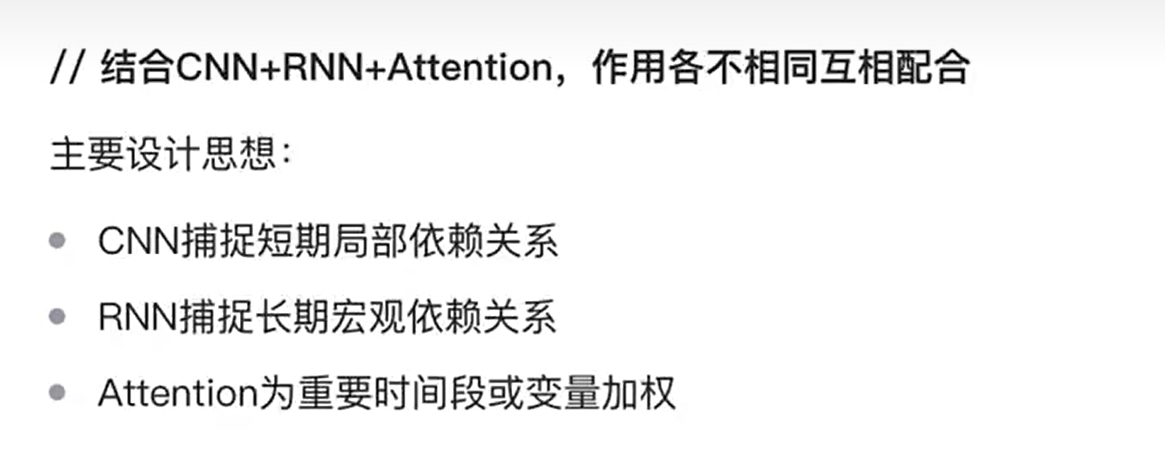 // 结合CNN+RNN+Attention，作用各不相同互相配合
主要设计思想：
CNN捕捉短期局部依赖关系
RNN捕捉长期宏观依赖关系
Attention为重要时间段或变量加权